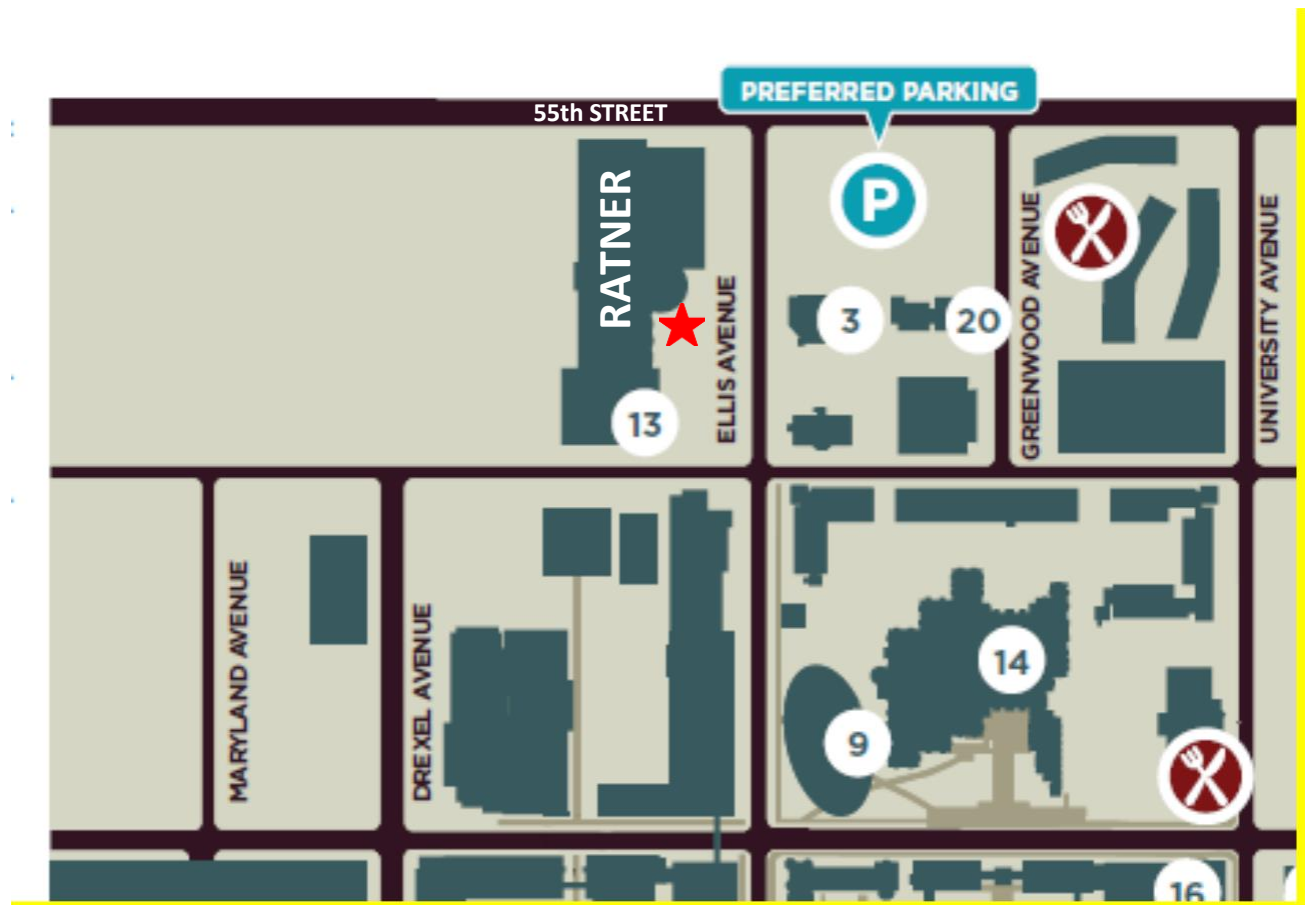 PREFERRED PARKING
55th STREET
P
RATNER
ELLIS AVENUE
3
20
GREENWOOD AVENUE
UNIVERSITY AVENUE
13
MARYLAND AVENUE
DREXEL AVENUE
14
9
16